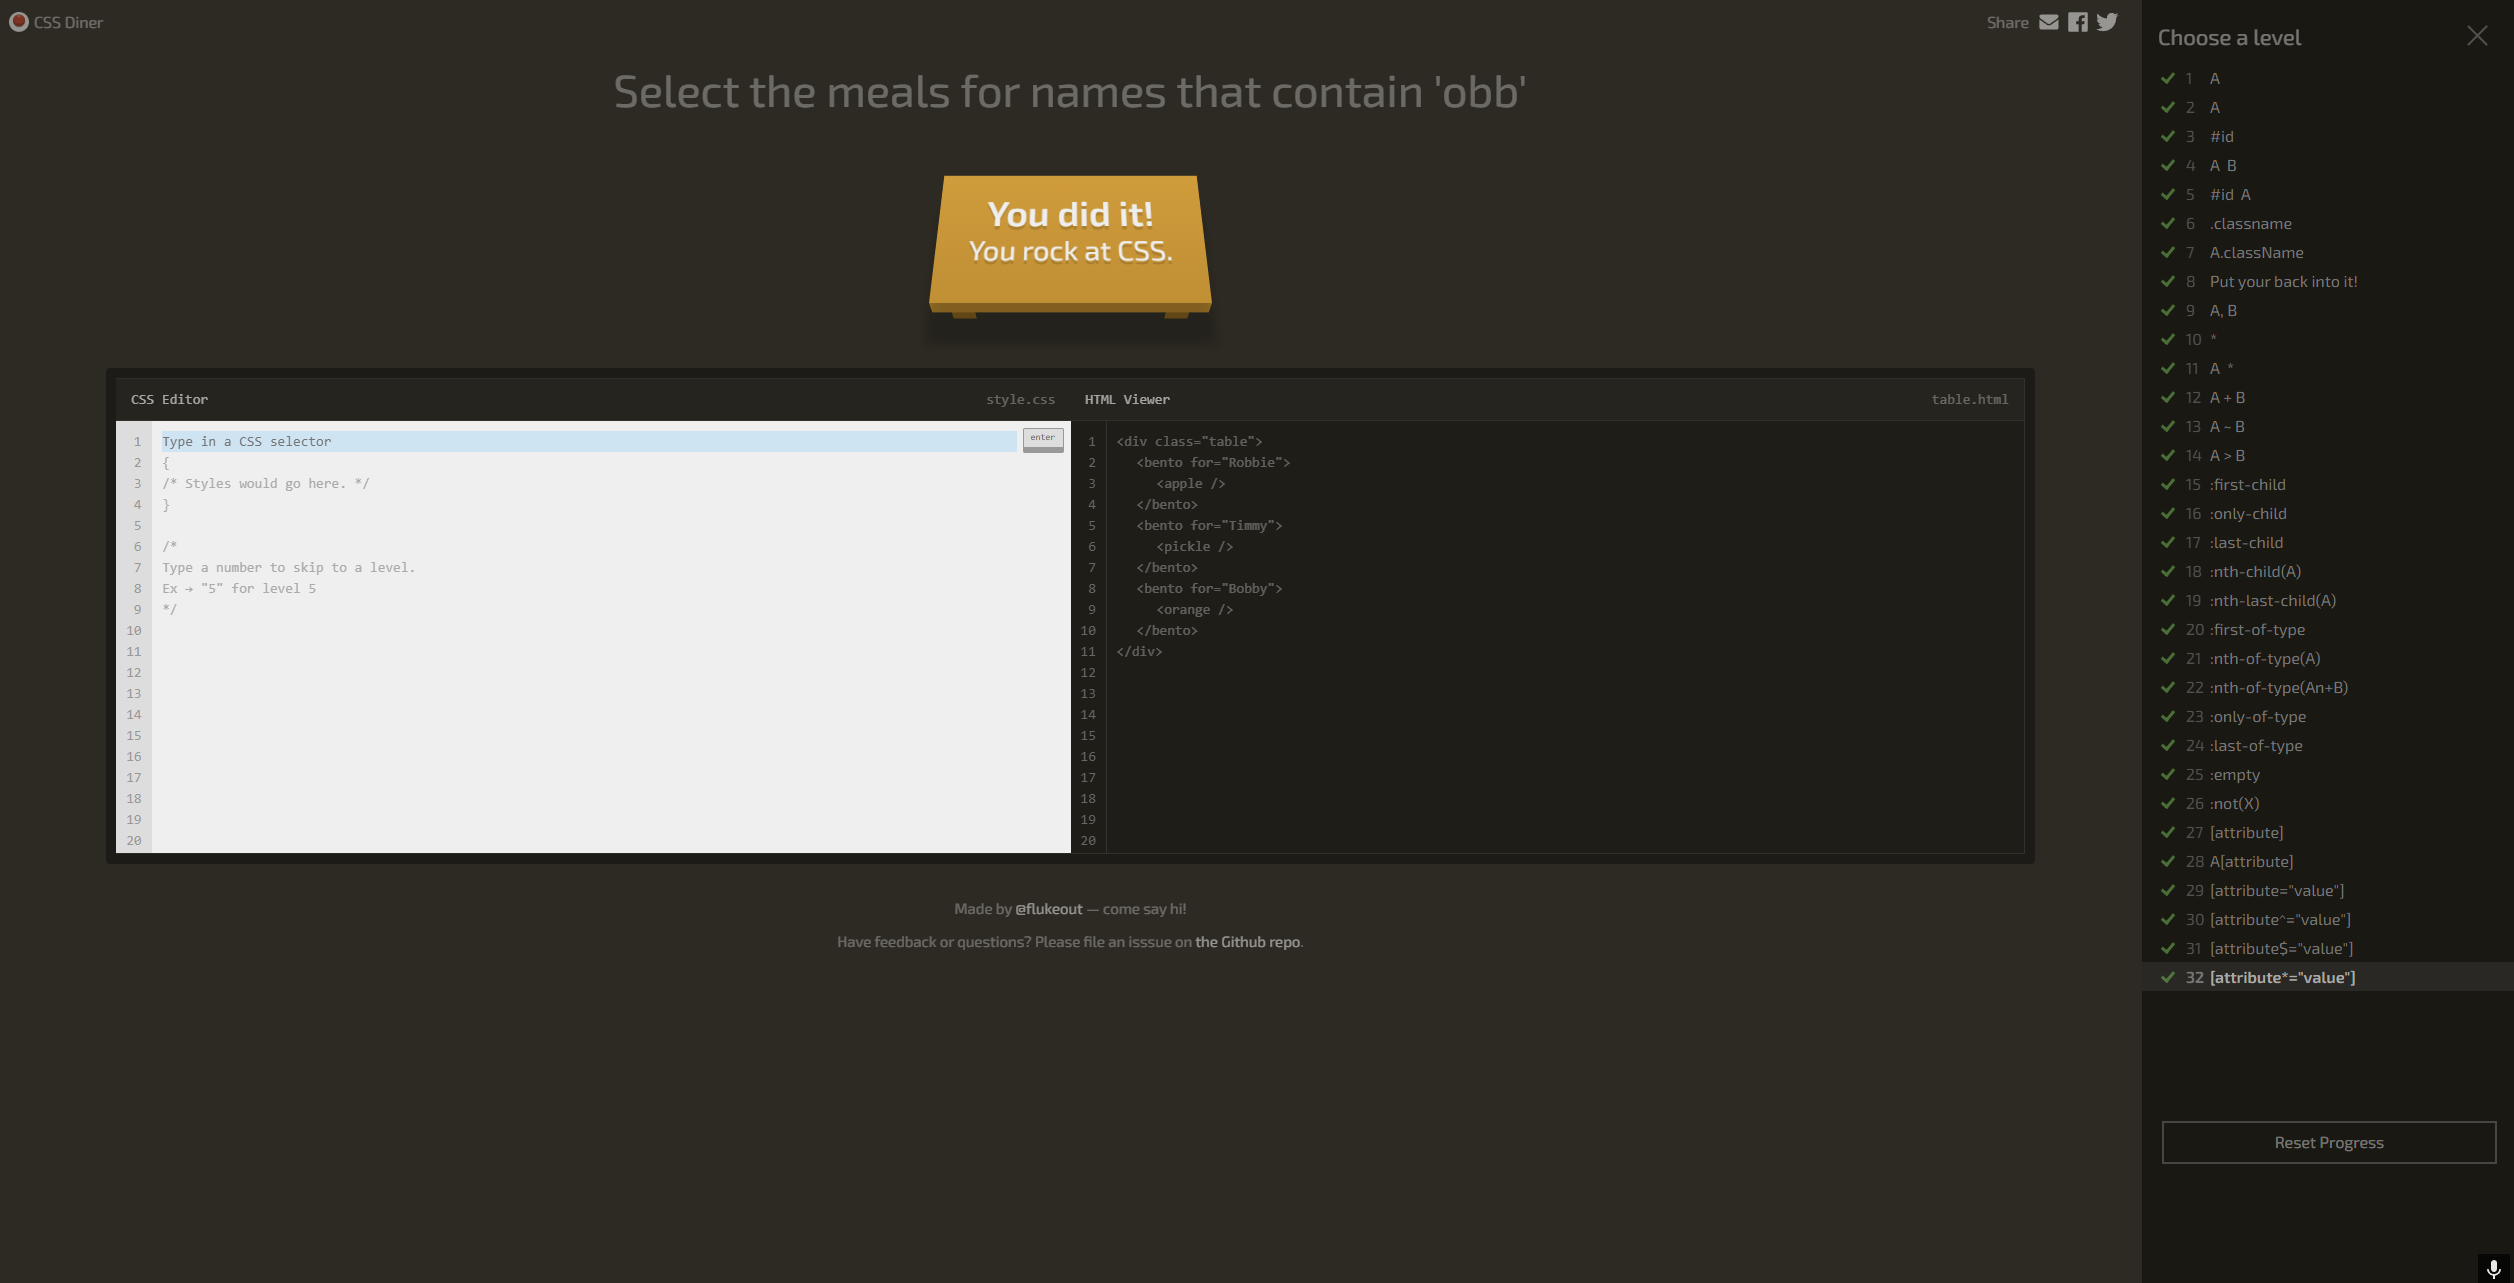 CSS Diner
Share
Select the meals for names that contain 'obb'
You did it!
You rock at CSS.
CSS Editor
style.css
1 Type in a CSS selector
enter
2 {
3 /* Styles would go here. */
4 }
5
6 /*
7 Type a number to skip to a level.
8 Ex → "5" for level 5
9 */
10
11
12
13
14
15
16
17
18
19
20
HTML Viewer
table.html
1 <div class="table">
2 <bento for="Robbie">
3 <apple />
4 </bento>
5 <bento for="Timmy">
6 <pickle />
7 </bento>
8 <bento for="Bobby">
9 <orange />
10 </bento>
11 </div>
12
13
14
15
16
17
18
19
20
Made by @flukeout — come say hi!
Have feedback or questions? Please file an isssue on the Github repo.
Choose a level
1 A
2 A
3 #id
4 A B
5 #id A
6 .classname
7 A.className
8 Put your back into it!
9 A, B
10 *
11 A *
12 A + B
13 A ~ B
14 A > B
15 :first-child
16 :only-child
17 :last-child
18 :nth-child(A)
19 :nth-last-child(A)
20 :first-of-type
21 :nth-of-type(A)
22 :nth-of-type(An+B)
23 :only-of-type
24 :last-of-type
25 :empty
26 :not(X)
27 [attribute]
28 A[attribute]
29 [attribute="value"]
30 [attribute^="value"]
31 [attribute$="value"]
32 [attribute*="value"]
Reset Progress